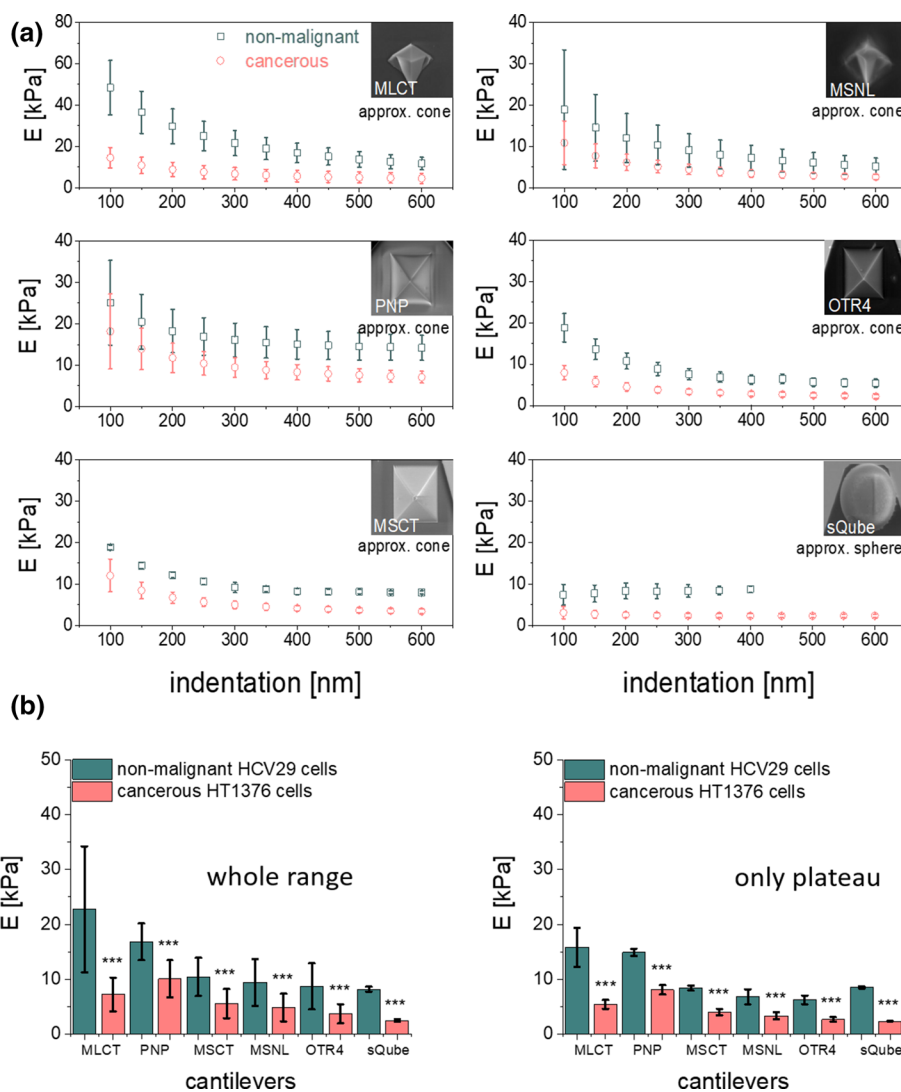 (a)
E [kPa]
80
60
40
20
0
non-malignant
cancerous
MLCT
approx. cone
100 200 300 400 500 600
E [kPa]
40
30
20
10
0
MSNL
approx. cone
100 200 300 400 500 600
E [kPa]
40
30
20
10
0
PNP
approx. cone
100 200 300 400 500 600
E [kPa]
40
30
20
10
0
OTR4
approx. cone
100 200 300 400 500 600
E [kPa]
40
30
20
10
0
MSCT
approx. cone
100 200 300 400 500 600
indentation [nm]
E [kPa]
40
30
20
10
0
sQube
approx. sphere
100 200 300 400 500 600
indentation [nm]
(b)
E [kPa]
50
40
30
20
10
0
non-malignant HCV29 cells
cancerous HT1376 cells
whole range
*** *** *** *** *** ***
MLCT PNP MSCT MSNL OTR4 sQube
cantilevers
E [kPa]
50
40
30
20
10
0
non-malignant HCV29 cells
cancerous HT1376 cells
only plateau
*** *** *** *** *** ***
MLCT PNP MSCT MSNL OTR4 sQube
cantilevers